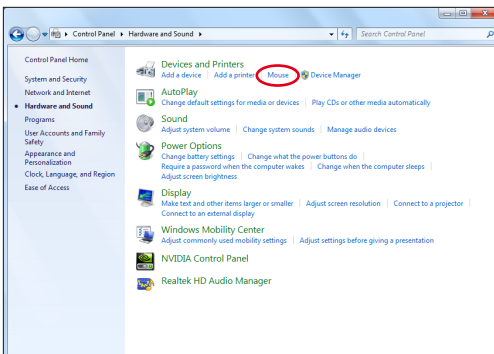 Control Panel ▸ Hardware and Sound ▸
Search Control Panel
Control Panel Home
System and Security
Network and Internet
Hardware and Sound
Programs
User Accounts and Family
Safety
Appearance and
Personalization
Clock, Language, and Region
Ease of Access
Devices and Printers
Add a device | Add a printer | Mouse | Device Manager
AutoPlay
Change default settings for media or devices | Play CDs or other media automatically
Sound
Adjust system volume | Change system sounds | Manage audio devices
Power Options
Change battery settings | Change what the power buttons do |
Require a password when the computer wakes | Change when the computer sleeps |
Adjust screen brightness
Display
Make text and other items larger or smaller | Adjust screen resolution | Connect to a projector |
Connect to an external display
Windows Mobility Center
Adjust commonly used mobility settings | Adjust settings before giving a presentation
NVIDIA Control Panel
Realtek HD Audio Manager